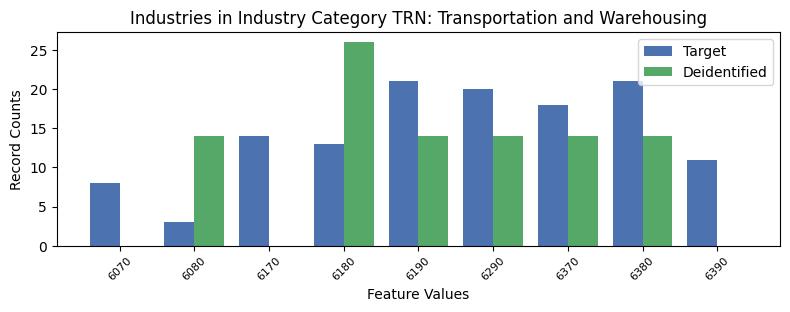 Industries in Industry Category TRN: Transportation and Warehousing
Target
Deidentified
25
20
15
10
5
0
Record Counts
6070 6080 6170 6180 6190 6290 6370 6380 6390
Feature Values